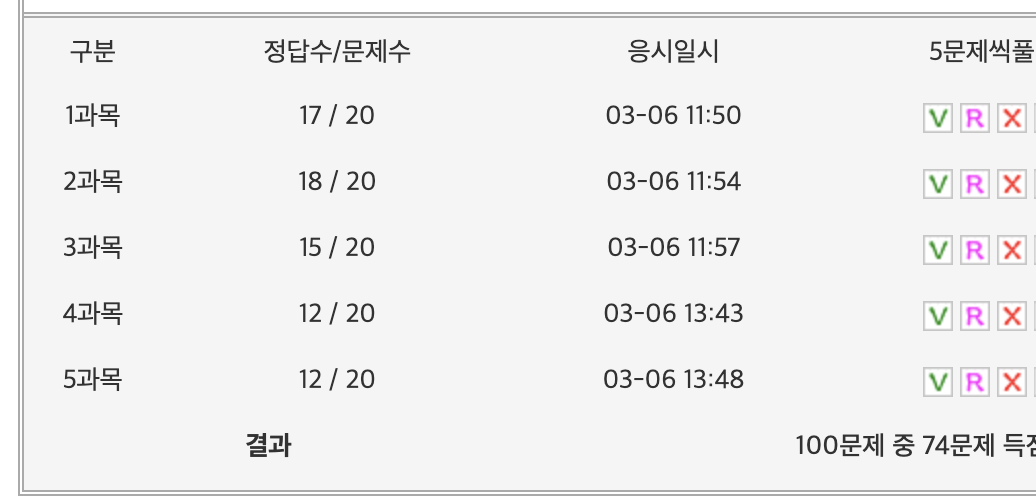 구분 정답수/문제수 응시일시 5문제씩풀
1과목 17 / 20 03-06 11:50 V R X
2과목 18 / 20 03-06 11:54 V R X
3과목 15 / 20 03-06 11:57 V R X
4과목 12 / 20 03-06 13:43 V R X
5과목 12 / 20 03-06 13:48 V R X
결과 100문제 중 74문제